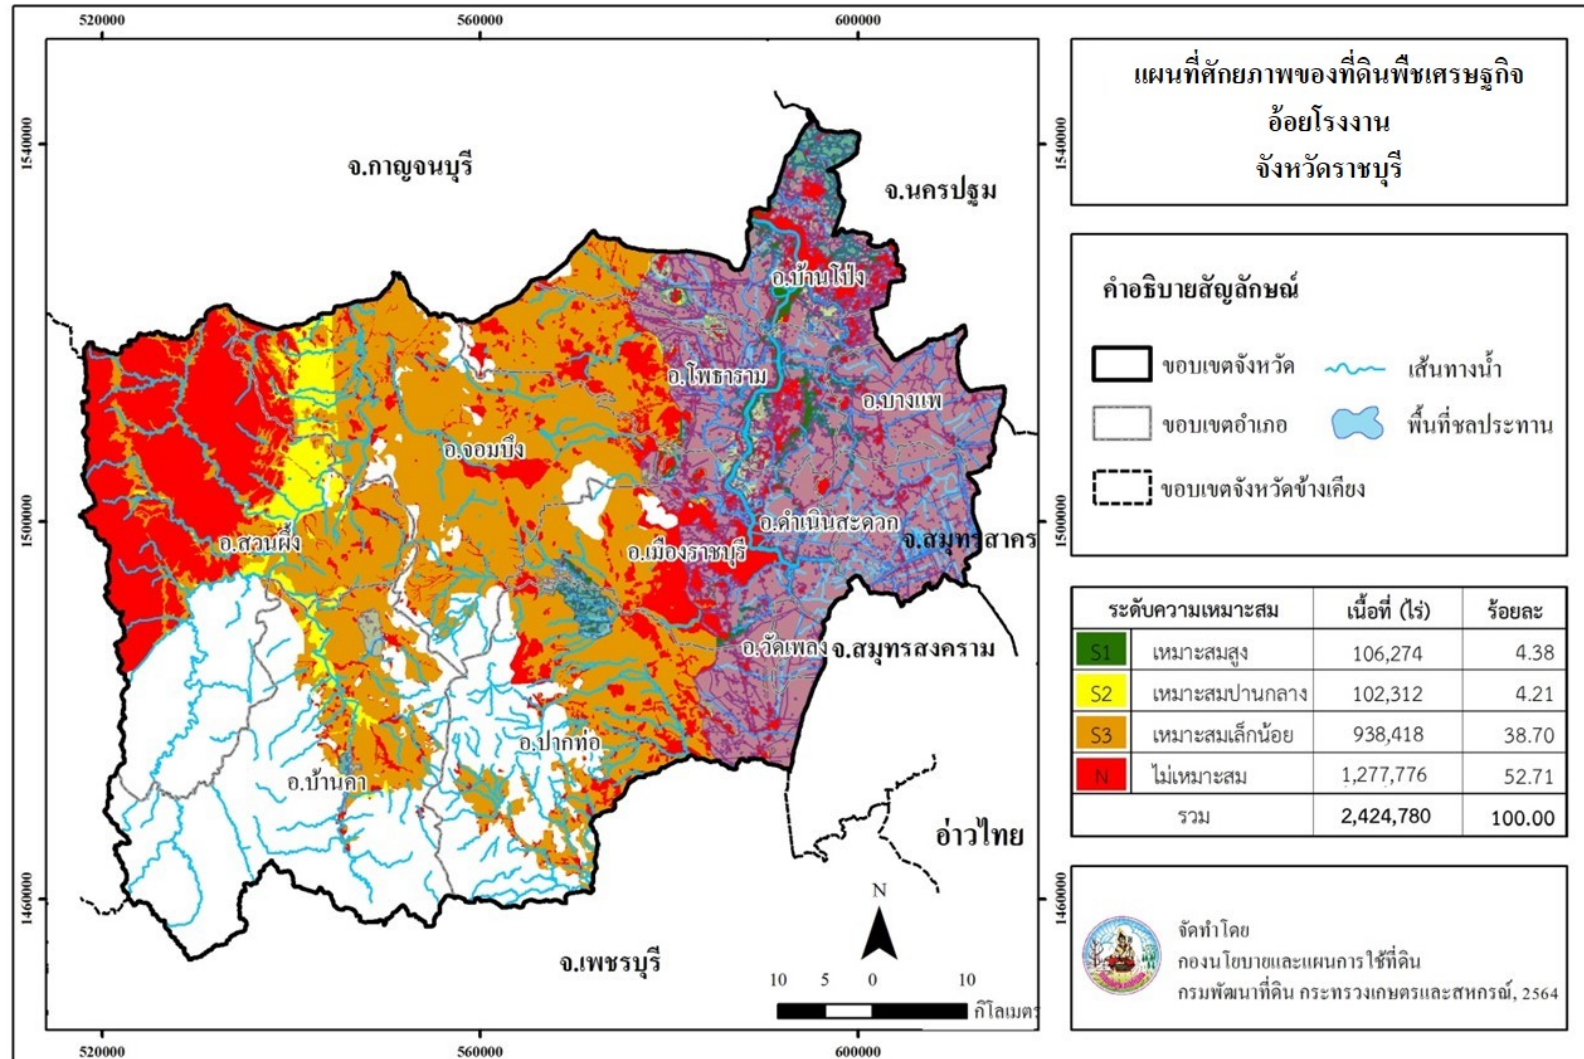 520000 560000 600000
แผนที่ศักยภาพของที่ดินพืชเศรษฐกิจ
อ้อยโรงงาน
จังหวัดราชบุรี
1540000 1540000
จ.กาญจนบุรี
จ.นครปฐม
อ.บ้านโป่ง
อ.โพธาราม
อ.บางแพ
อ.จอมบึง
อ.สวนผึ้ง
อ.เมืองราชบุรี
อ.ดำเนินสะดวก
จ.สมุทรสาคร
1500000 1500000
อ.วัดเพลง
จ.สมุทรสงคราม
อ.ปากท่อ
อ.บ้านคา
อ่าวไทย
1460000 1460000
จ.เพชรบุรี
N
10 5 0 10
กิโลเมตร
520000 560000 600000
คำอธิบายสัญลักษณ์
ขอบเขตจังหวัด เส้นทางน้ำ
ขอบเขตอำเภอ พื้นที่ชลประทาน
ขอบเขตจังหวัดข้างเคียง
ระดับความเหมาะสม เนื้อที่ (ไร่) ร้อยละ
S1 เหมาะสมสูง 106,274 4.38
S2 เหมาะสมปานกลาง 102,312 4.21
S3 เหมาะสมเล็กน้อย 938,418 38.70
N ไม่เหมาะสม 1,277,776 52.71
รวม 2,424,780 100.00
จัดทำโดย
กองนโยบายและแผนการใช้ที่ดิน
กรมพัฒนาที่ดิน กระทรวงเกษตรและสหกรณ์, 2564